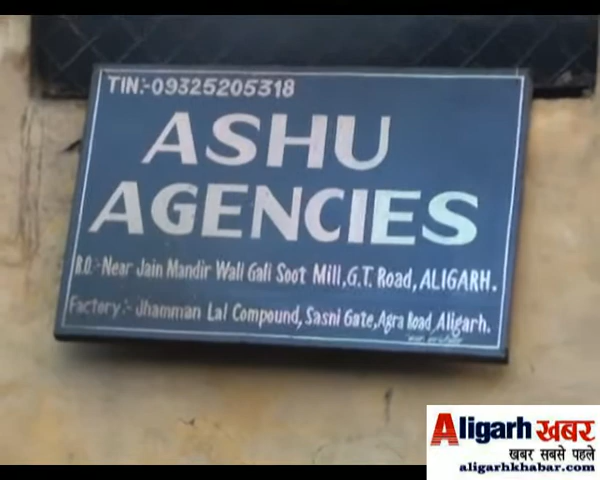 TIN:-09325205318
ASHU
AGENCIES
R.O.:-Near Jain Mandir Wali Gali Soot Mill,G.T. Road, ALIGARH.
Factory:- Jhamman Lal Compound, Sasni Gate, Agra Road, Aligarh.
Aligarh खबर
खबर सबसे पहले
aligarhkhabar.com